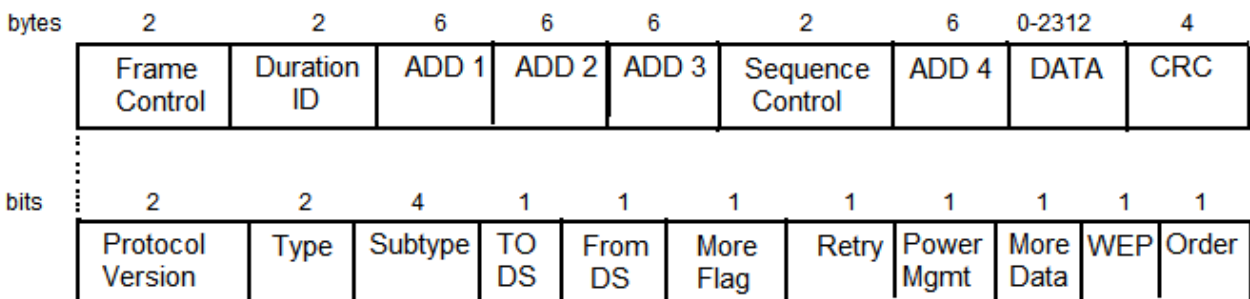 bytes 2 2 6 6 6 2 6 0-2312 4
Frame Duration ADD 1 ADD 2 ADD 3 Sequence ADD 4 DATA CRC
Control ID Control
bits 2 2 4 1 1 1 1 1 1 1 1
Protocol Type Subtype TO From More Retry Power More WEP Order
Version DS DS Flag Mgmt Data